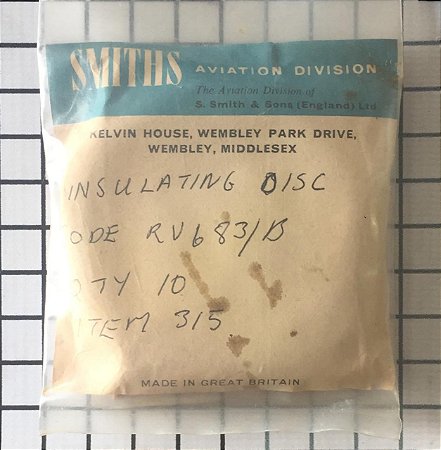 SMITHS AVIATION DIVISION
The Aviation Division of
S. Smith & Sons (England) Ltd
KELVIN HOUSE, WEMBLEY PARK DRIVE,
WEMBLEY, MIDDLESEX
INSULATING DISC
ODE RV683/B
QTY 10
ITEM 315
MADE IN GREAT BRITAIN